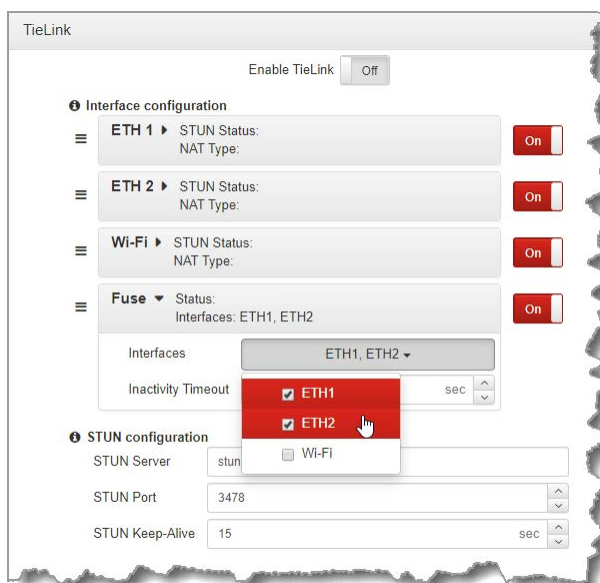 TieLink
Enable TieLink Off
Interface configuration
ETH 1 STUN Status:
NAT Type:
On
ETH 2 STUN Status:
NAT Type:
On
Wi-Fi STUN Status:
NAT Type:
On
Fuse Status:
Interfaces: ETH1, ETH2
On
Interfaces ETH1, ETH2
Inactivity Timeout sec
ETH1
ETH2
Wi-Fi
STUN configuration
STUN Server stun
STUN Port 3478
STUN Keep-Alive 15 sec